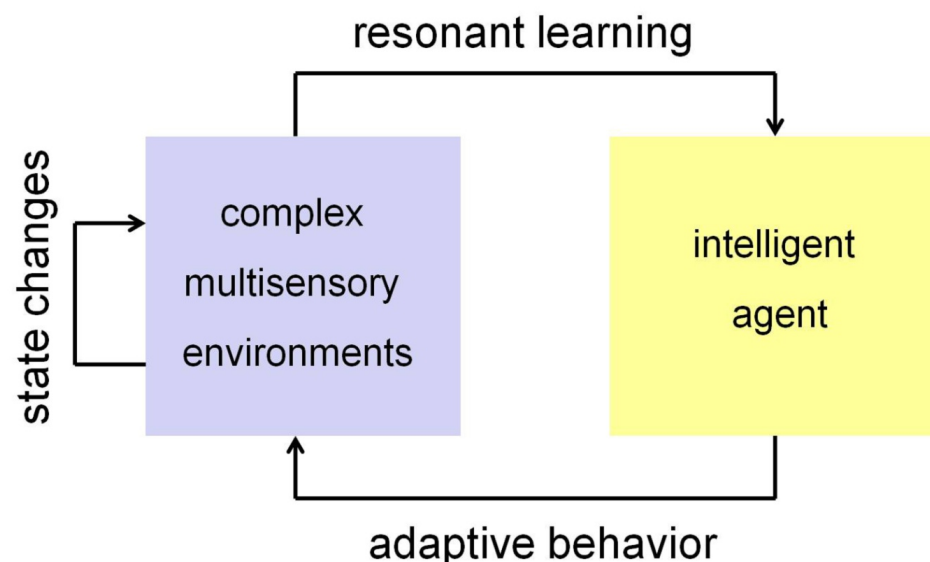 resonant learning
state changes
complex
multisensory
environments
intelligent
agent
adaptive behavior